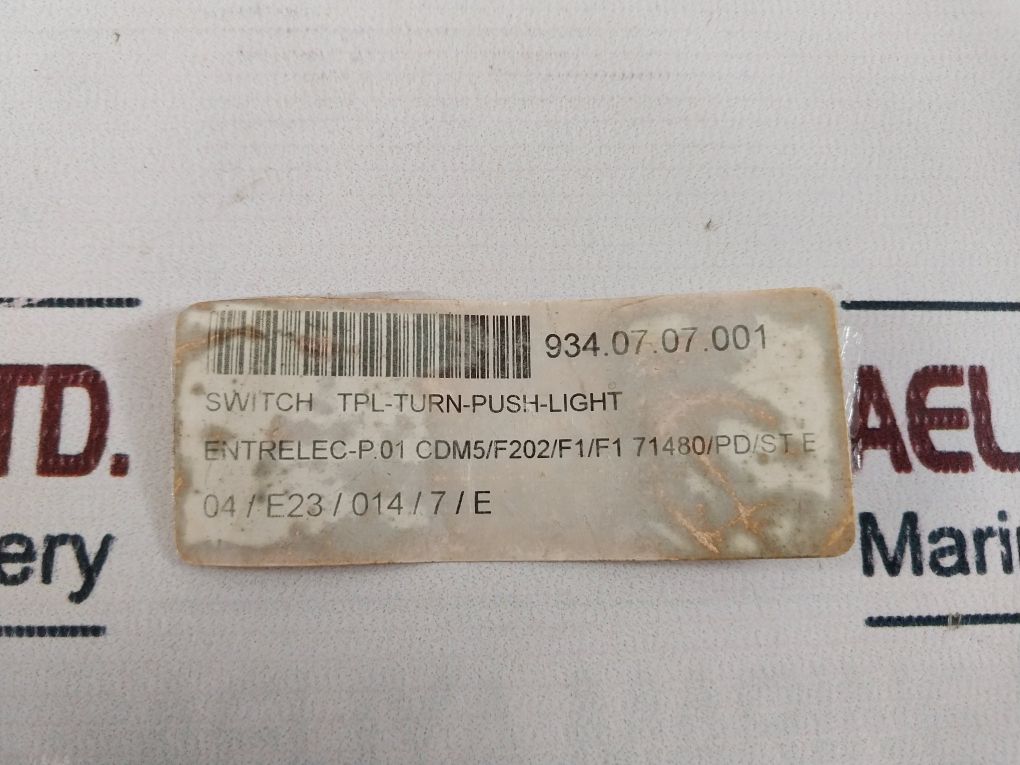 934.07.07.001
SWITCH TPL-TURN-PUSH-LIGHT
ENTRELEC-P.01 CDM5/F202/F1/F1 71480/PD/ST E
04 / E23 / 014 / 7 / E
TD.
ery
AEL
Mari